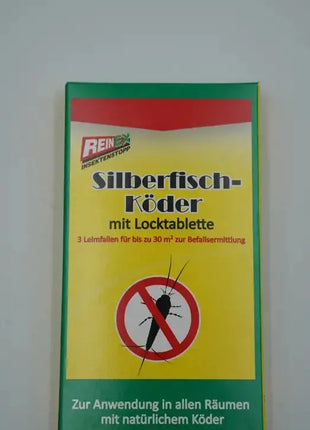 REINEX
INSEKTENSTOPP
Silberfisch-
Köder
mit Locktablette
3 Leimfallen für bis zu 30 m² zur Befallsermittlung
Zur Anwendung in allen Räumen
mit natürlichem Köder